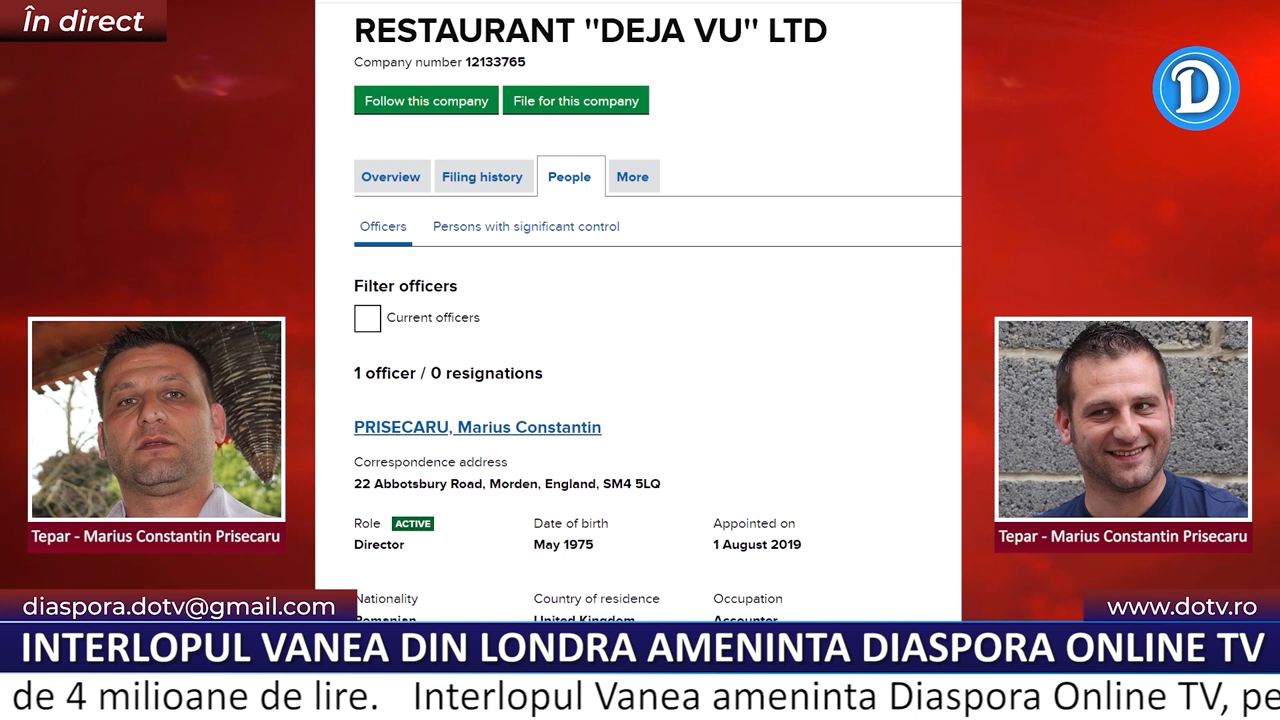 În direct
RESTAURANT "DEJA VU" LTD
Company number 12133765
Follow this company
File for this company
Overview
Filing history
People
More
Officers
Persons with significant control
Filter officers
Current officers
1 officer / 0 resignations
PRISECARU, Marius Constantin
Correspondence address
22 Abbotsbury Road, Morden, England, SM4 5LQ
Role ACTIVE
Date of birth
Appointed on
Director
May 1975
1 August 2019
Nationality
Country of residence
Occupation
Romanian
United Kingdom
Accounter
D
Tepar - Marius Constantin Prisecaru
Tepar - Marius Constantin Prisecaru
diaspora.dotv@gmail.com
www.dotv.ro
INTERLOPUL VANEA DIN LONDRA AMENINTA DIASPORA ONLINE TV
de 4 milioane de lire. Interlopul Vanea ameninta Diaspora Online TV, pe